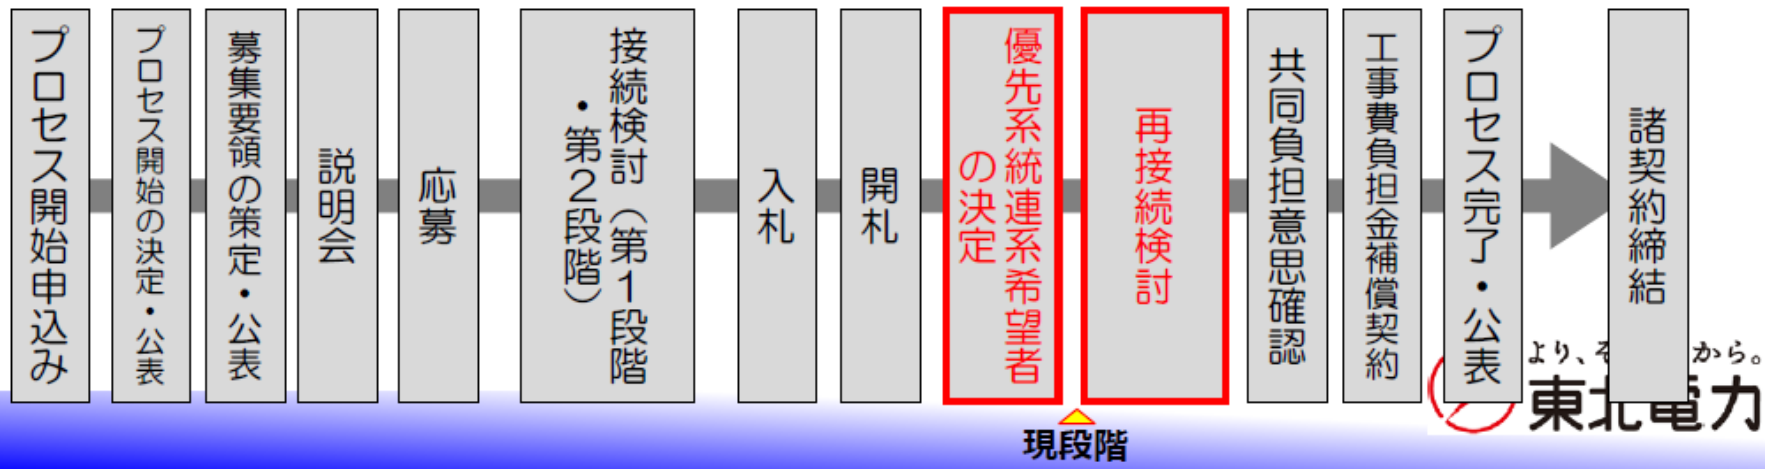 プロセス開始申込み
プロセス開始の決定・公表
募集要領の策定・公表
説明会
応募
接続検討（第１段階
・第２段階）
入札
開札
優先系統連系希望者
の決定
再接続検討
共同負担意思確認
工事費負担金補償契約
プロセス完了・公表
諸契約締結
現段階
より、そ
から。
東北電力